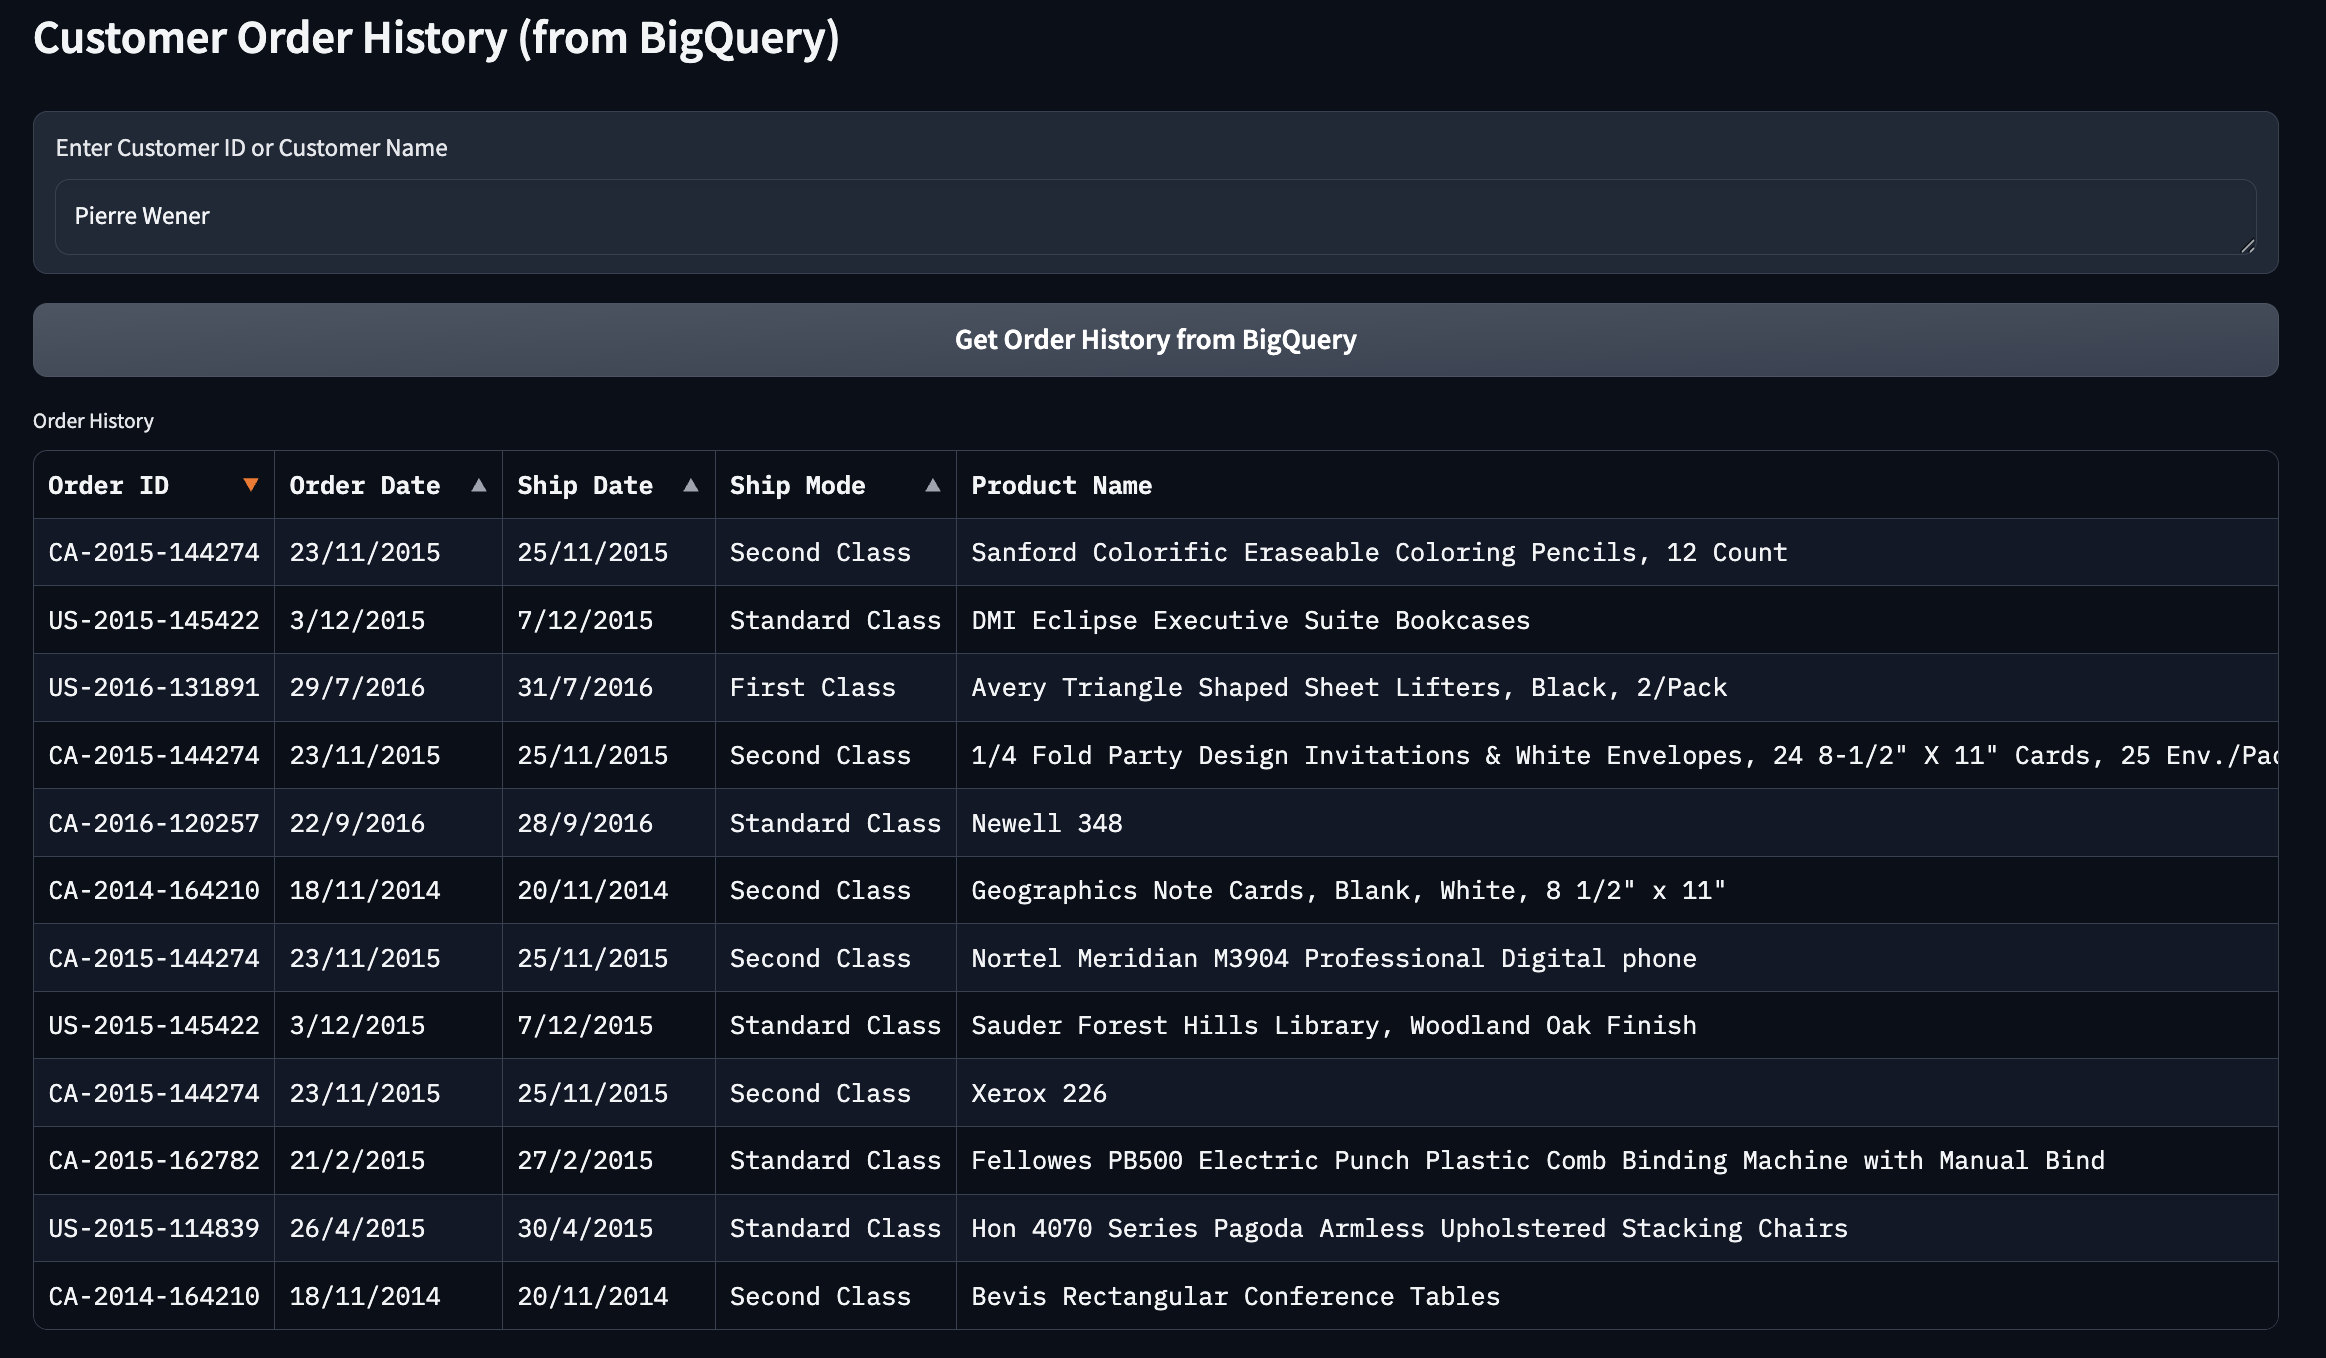 Customer Order History (from BigQuery)
Enter Customer ID or Customer Name
Pierre Wener
Get Order History from BigQuery
Order History
Order ID ▼ Order Date ▲ Ship Date ▲ Ship Mode ▲ Product Name
CA-2015-144274 23/11/2015 25/11/2015 Second Class Sanford Colorific Eraseable Coloring Pencils, 12 Count
US-2015-145422 3/12/2015 7/12/2015 Standard Class DMI Eclipse Executive Suite Bookcases
US-2016-131891 29/7/2016 31/7/2016 First Class Avery Triangle Shaped Sheet Lifters, Black, 2/Pack
CA-2015-144274 23/11/2015 25/11/2015 Second Class 1/4 Fold Party Design Invitations & White Envelopes, 24 8-1/2" X 11" Cards, 25 Env./Pac
CA-2016-120257 22/9/2016 28/9/2016 Standard Class Newell 348
CA-2014-164210 18/11/2014 20/11/2014 Second Class Geographics Note Cards, Blank, White, 8 1/2" x 11"
CA-2015-144274 23/11/2015 25/11/2015 Second Class Nortel Meridian M3904 Professional Digital phone
US-2015-145422 3/12/2015 7/12/2015 Standard Class Sauder Forest Hills Library, Woodland Oak Finish
CA-2015-144274 23/11/2015 25/11/2015 Second Class Xerox 226
CA-2015-162782 21/2/2015 27/2/2015 Standard Class Fellowes PB500 Electric Punch Plastic Comb Binding Machine with Manual Bind
US-2015-114839 26/4/2015 30/4/2015 Standard Class Hon 4070 Series Pagoda Armless Upholstered Stacking Chairs
CA-2014-164210 18/11/2014 20/11/2014 Second Class Bevis Rectangular Conference Tables